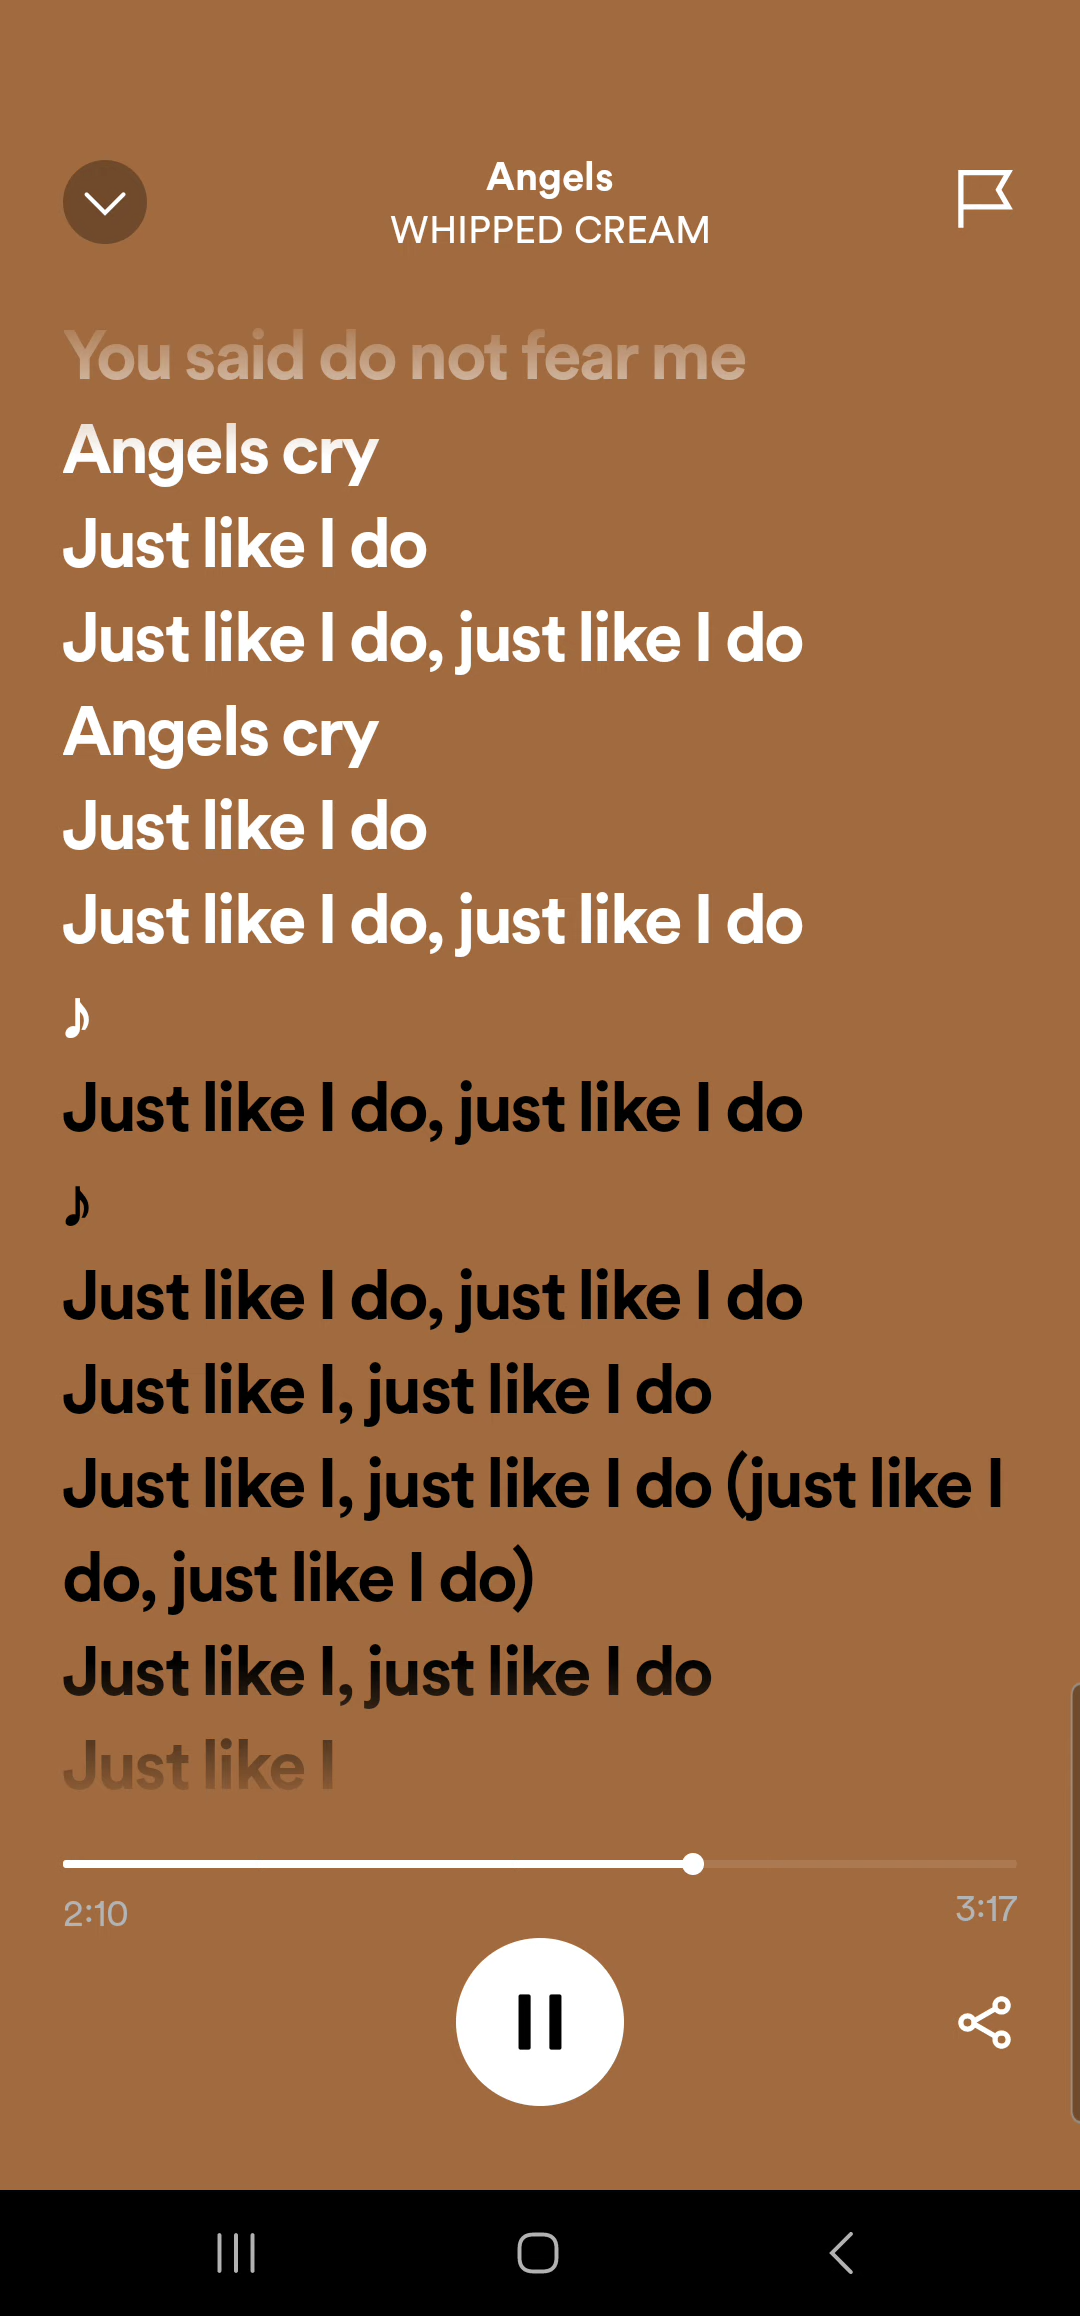 Angels
WHIPPED CREAM
You said do not fear me
Angels cry
Just like I do
Just like I do, just like I do
Angels cry
Just like I do
Just like I do, just like I do
♪
Just like I do, just like I do
♪
Just like I do, just like I do
Just like I, just like I do
Just like I, just like I do (just like I
do, just like I do)
Just like I, just like I do
Just like I
2:10
3:17